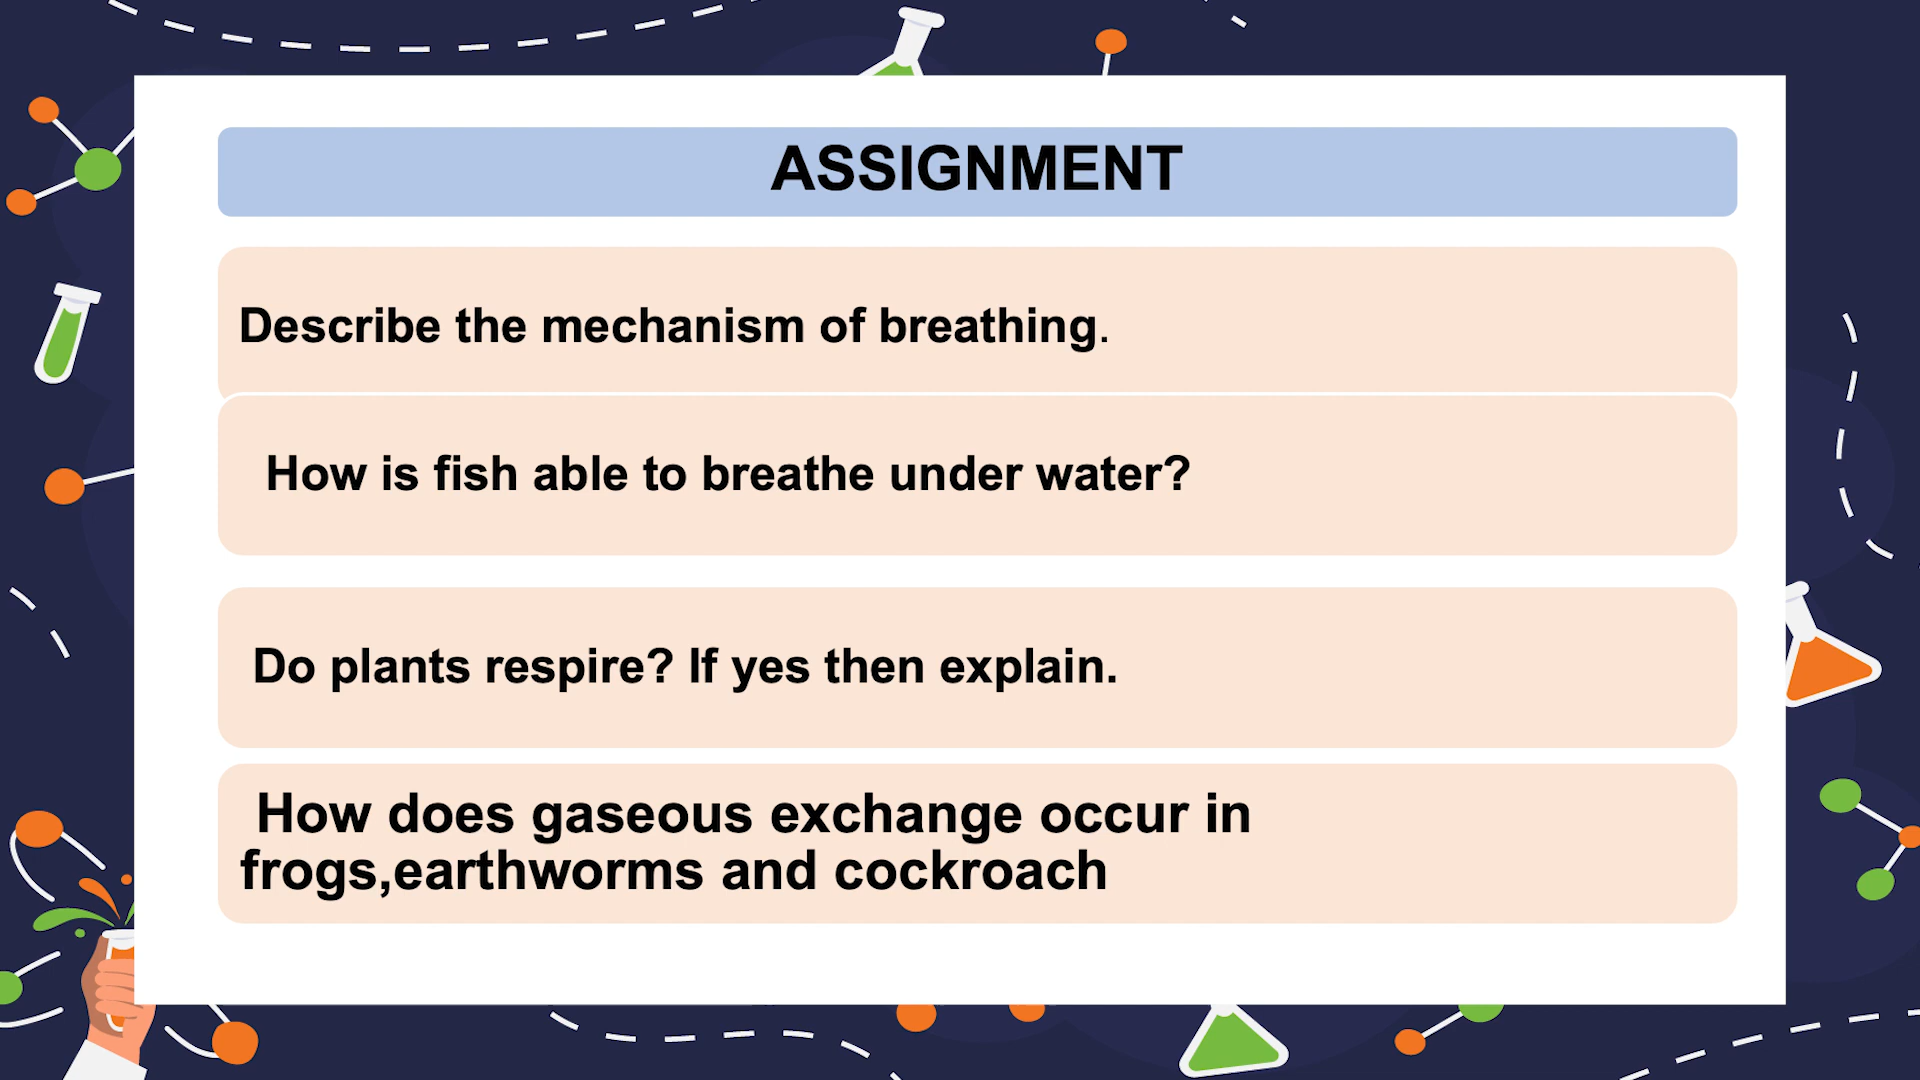 ASSIGNMENT
Describe the mechanism of breathing.
How is fish able to breathe under water?
Do plants respire? If yes then explain.
How does gaseous exchange occur in
frogs,earthworms and cockroach